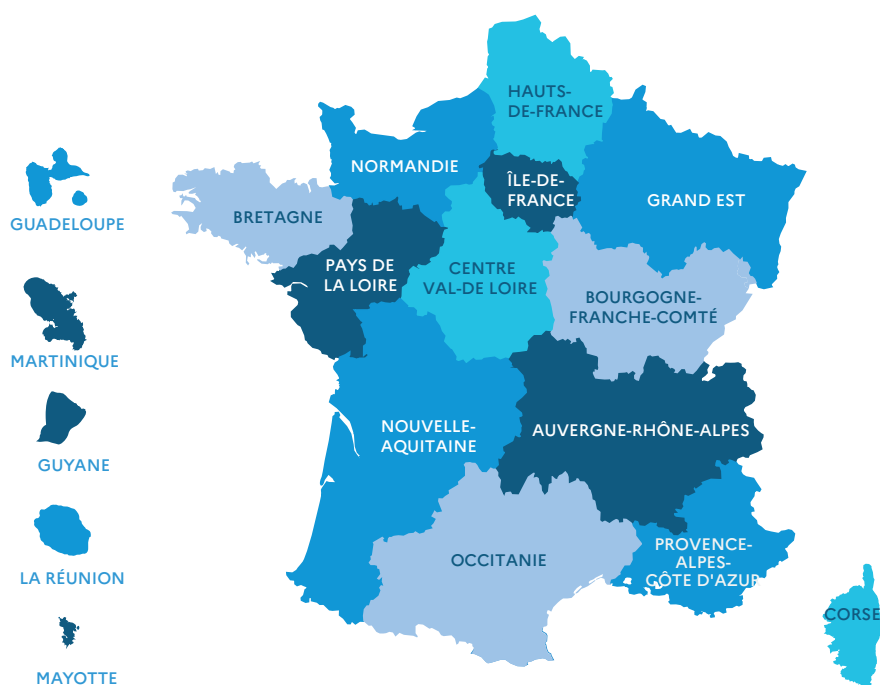 HAUTS-
DE-FRANCE
NORMANDIE
ÎLE-DE-
FRANCE
GRAND EST
BRETAGNE
PAYS DE
LA LOIRE
CENTRE
VAL-DE LOIRE
BOURGOGNE-
FRANCHE-COMTÉ
NOUVELLE-
AQUITAINE
AUVERGNE-RHÔNE-ALPES
OCCITANIE
PROVENCE-
ALPES-
CÔTE D'AZUR
CORSE
GUADELOUPE
MARTINIQUE
GUYANE
LA RÉUNION
MAYOTTE